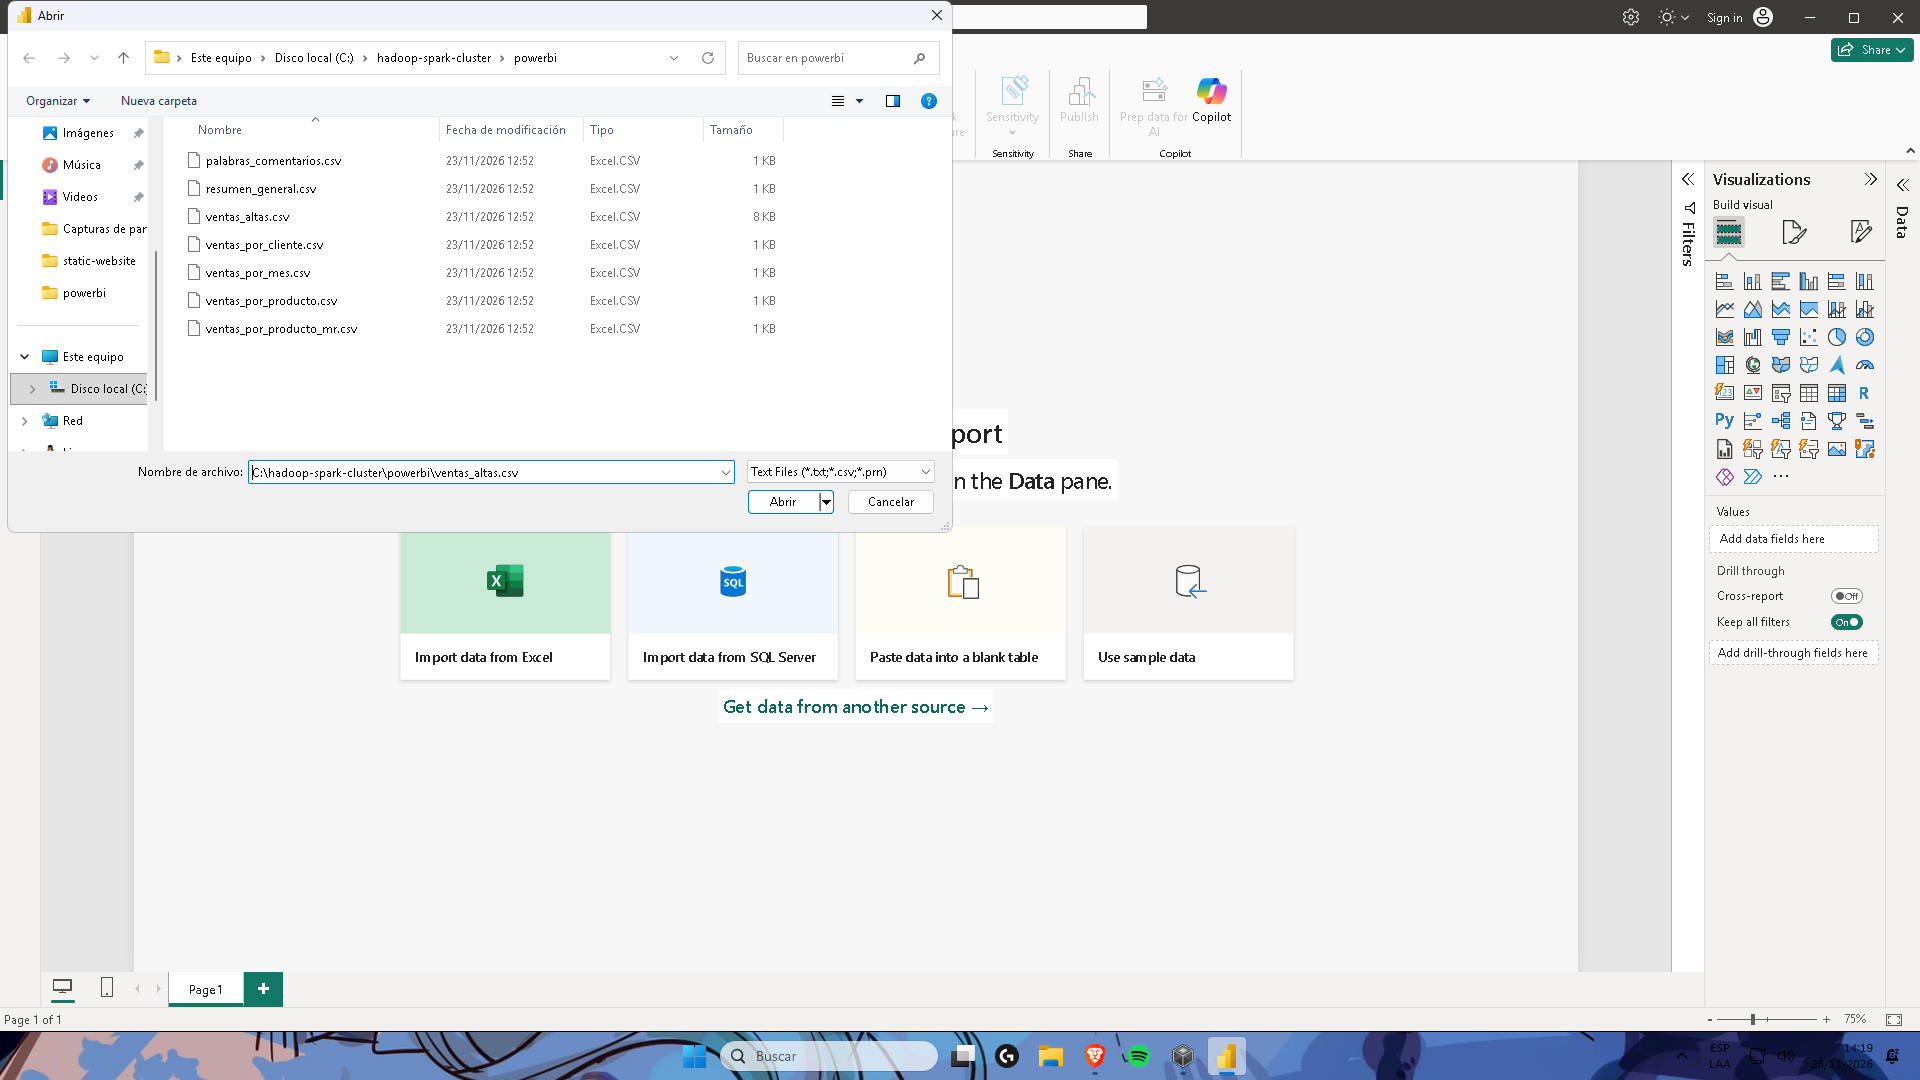 Abrir
Sign in
Este equipo > Disco local (C:) > hadoop-spark-cluster > powerbi
Buscar en powerbi
Share
Organizar
Nueva carpeta
Imágenes
Música
Videos
Capturas de par
static-website
powerbi
Este equipo
Disco local (C:)
Red
Nombre Fecha de modificación Tipo Tamaño
palabras_comentarios.csv 23/11/2026 12:52 Excel.CSV 1 KB
resumen_general.csv 23/11/2026 12:52 Excel.CSV 1 KB
ventas_altas.csv 23/11/2026 12:52 Excel.CSV 8 KB
ventas_por_cliente.csv 23/11/2026 12:52 Excel.CSV 1 KB
ventas_por_mes.csv 23/11/2026 12:52 Excel.CSV 1 KB
ventas_por_producto.csv 23/11/2026 12:52 Excel.CSV 1 KB
ventas_por_producto_mr.csv 23/11/2026 12:52 Excel.CSV 1 KB
Nombre de archivo: C:\hadoop-spark-cluster\powerbi\ventas_altas.csv
Text Files (*.txt;*.csv;*.prn)
Abrir
Cancelar
Sensitivity
Publish
Prep data for
AI
Copilot
Sensitivity
Share
Copilot
port
n the Data pane.
X
SQL
Import data from Excel
Import data from SQL Server
Paste data into a blank table
Use sample data
Get data from another source →
Filters
Visualizations
Build visual
123
R
Py
...
Values
Add data fields here
Drill through
Cross-report
Off
Keep all filters
On
Add drill-through fields here
Data
Page 1
+
Page 1 of 1
- + 75%
Buscar
ESP
LAA
14:19
23/11/2026